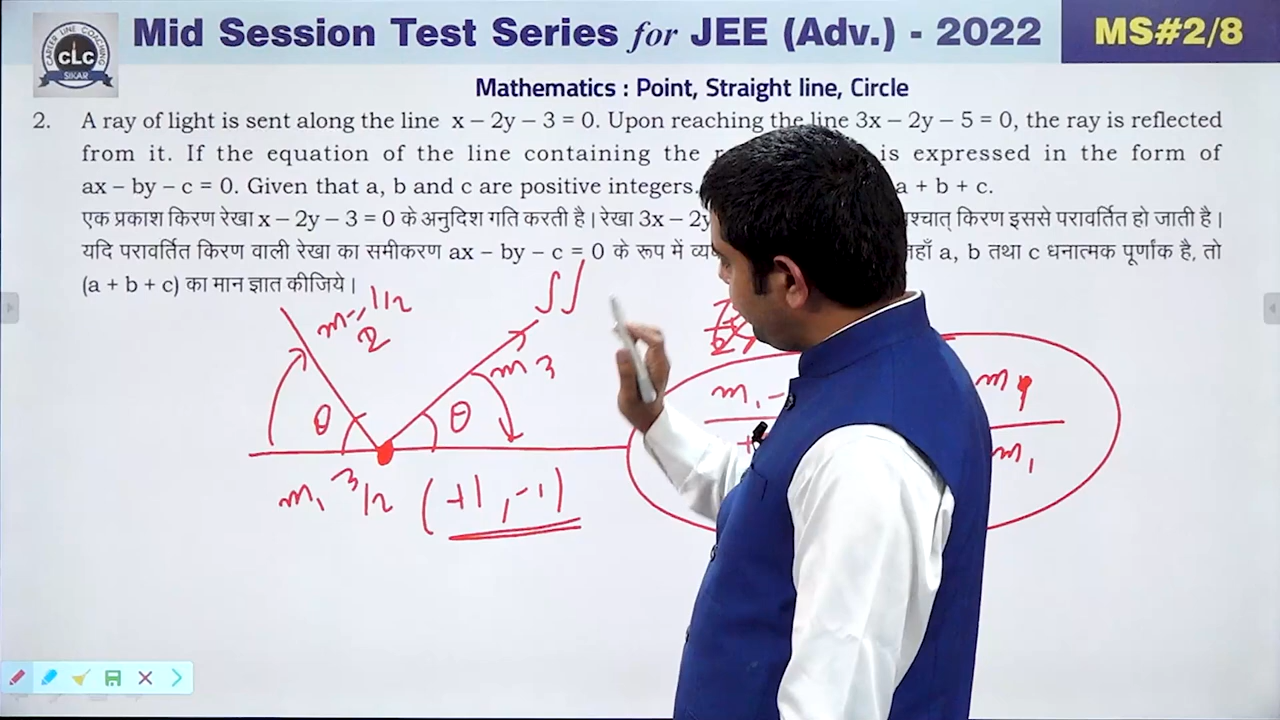 CAREER LINE COACHING
CLC
SIKAR
Mid Session Test Series for JEE (Adv.) - 2022
MS#2/8
Mathematics : Point, Straight line, Circle
2. A ray of light is sent along the line x – 2y – 3 = 0. Upon reaching the line 3x – 2y – 5 = 0, the ray is reflected
from it. If the equation of the line containing the is expressed in the form of
ax – by – c = 0. Given that a, b and c are positive integers. a + b + c.
एक प्रकाश किरण रेखा x – 2y – 3 = 0 के अनुदिश गति करती है। रेखा 3x – 2y किरण इससे परावर्तित हो जाती है।
यदि परावर्तित किरण वाली रेखा का समीकरण ax – by – c = 0 के रूप में a, b तथा c धनात्मक पूर्णांक है, तो
(a + b + c) का मान ज्ञात कीजिये।
1/2
m 2
m 3
θ
θ
m1 3/2 (+1, -1)
m1 -
m1